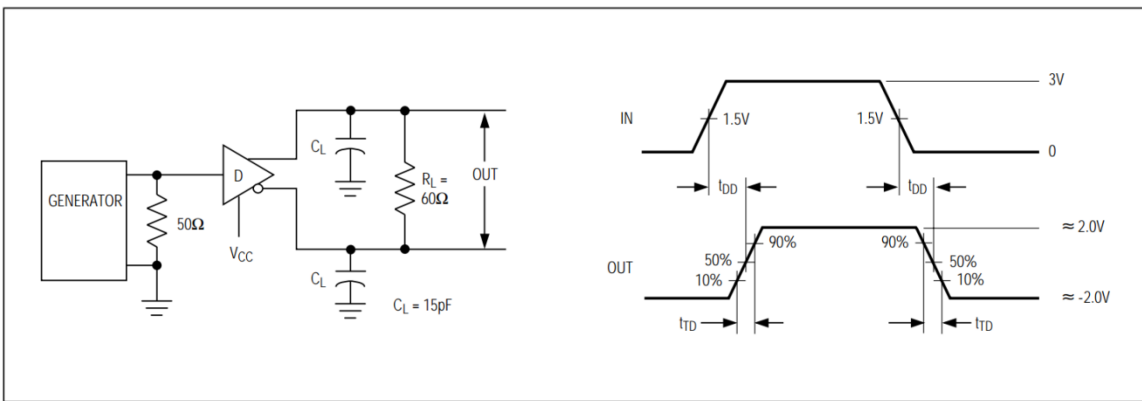 GENERATOR
50Ω
D
VCC
CL
CL
CL = 15pF
RL =
60Ω
OUT
IN
1.5V
1.5V
3V
0
tDD
tDD
OUT
90%
50%
10%
90%
50%
10%
≈ 2.0V
≈ -2.0V
tTD
tTD